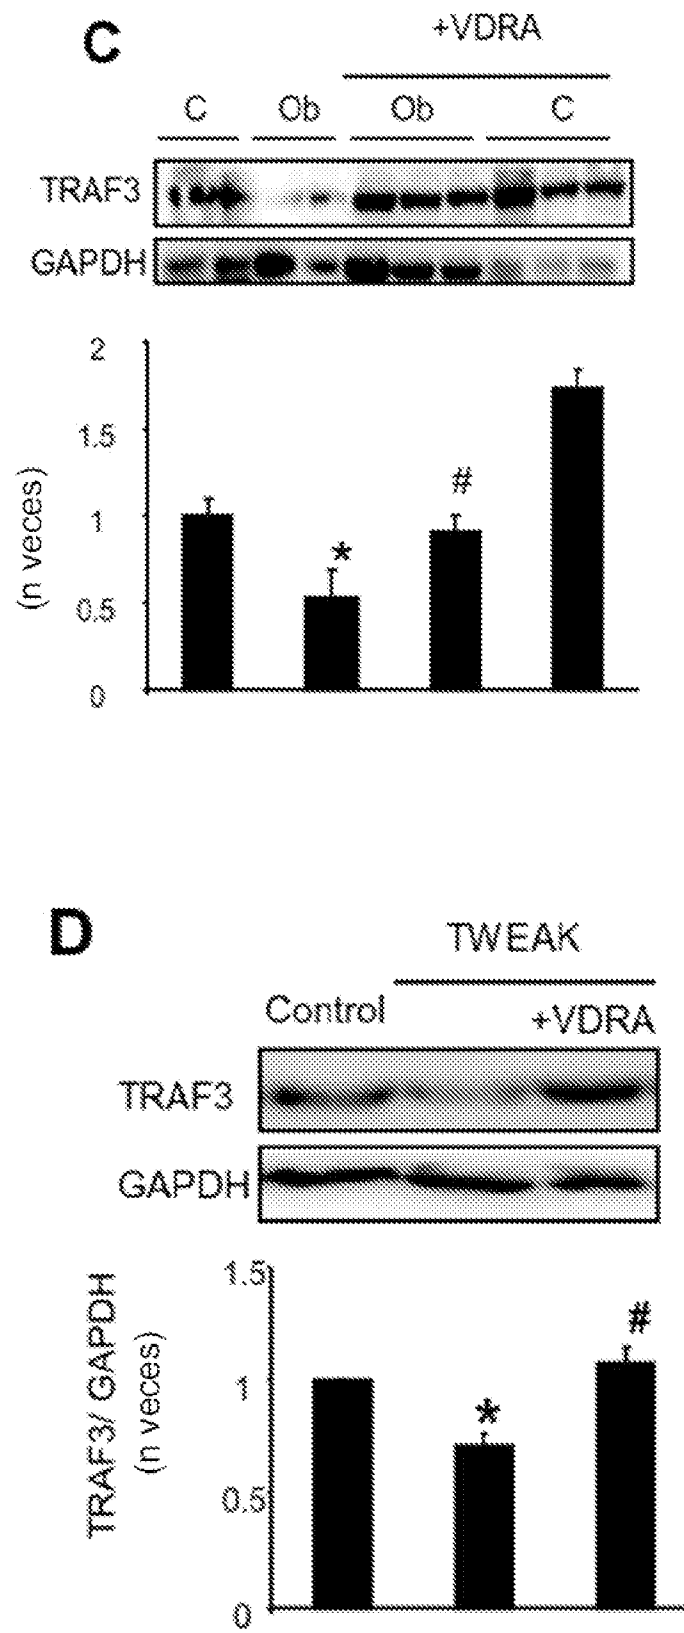 C
+VDRA
C Ob Ob C
TRAF3
GAPDH
2
1.5
1
0.5
0
(n veces)
*
#
D
TWEAK
Control +VDRA
TRAF3
GAPDH
1.5
1
0.5
0
TRAF3/ GAPDH
(n veces)
*
#